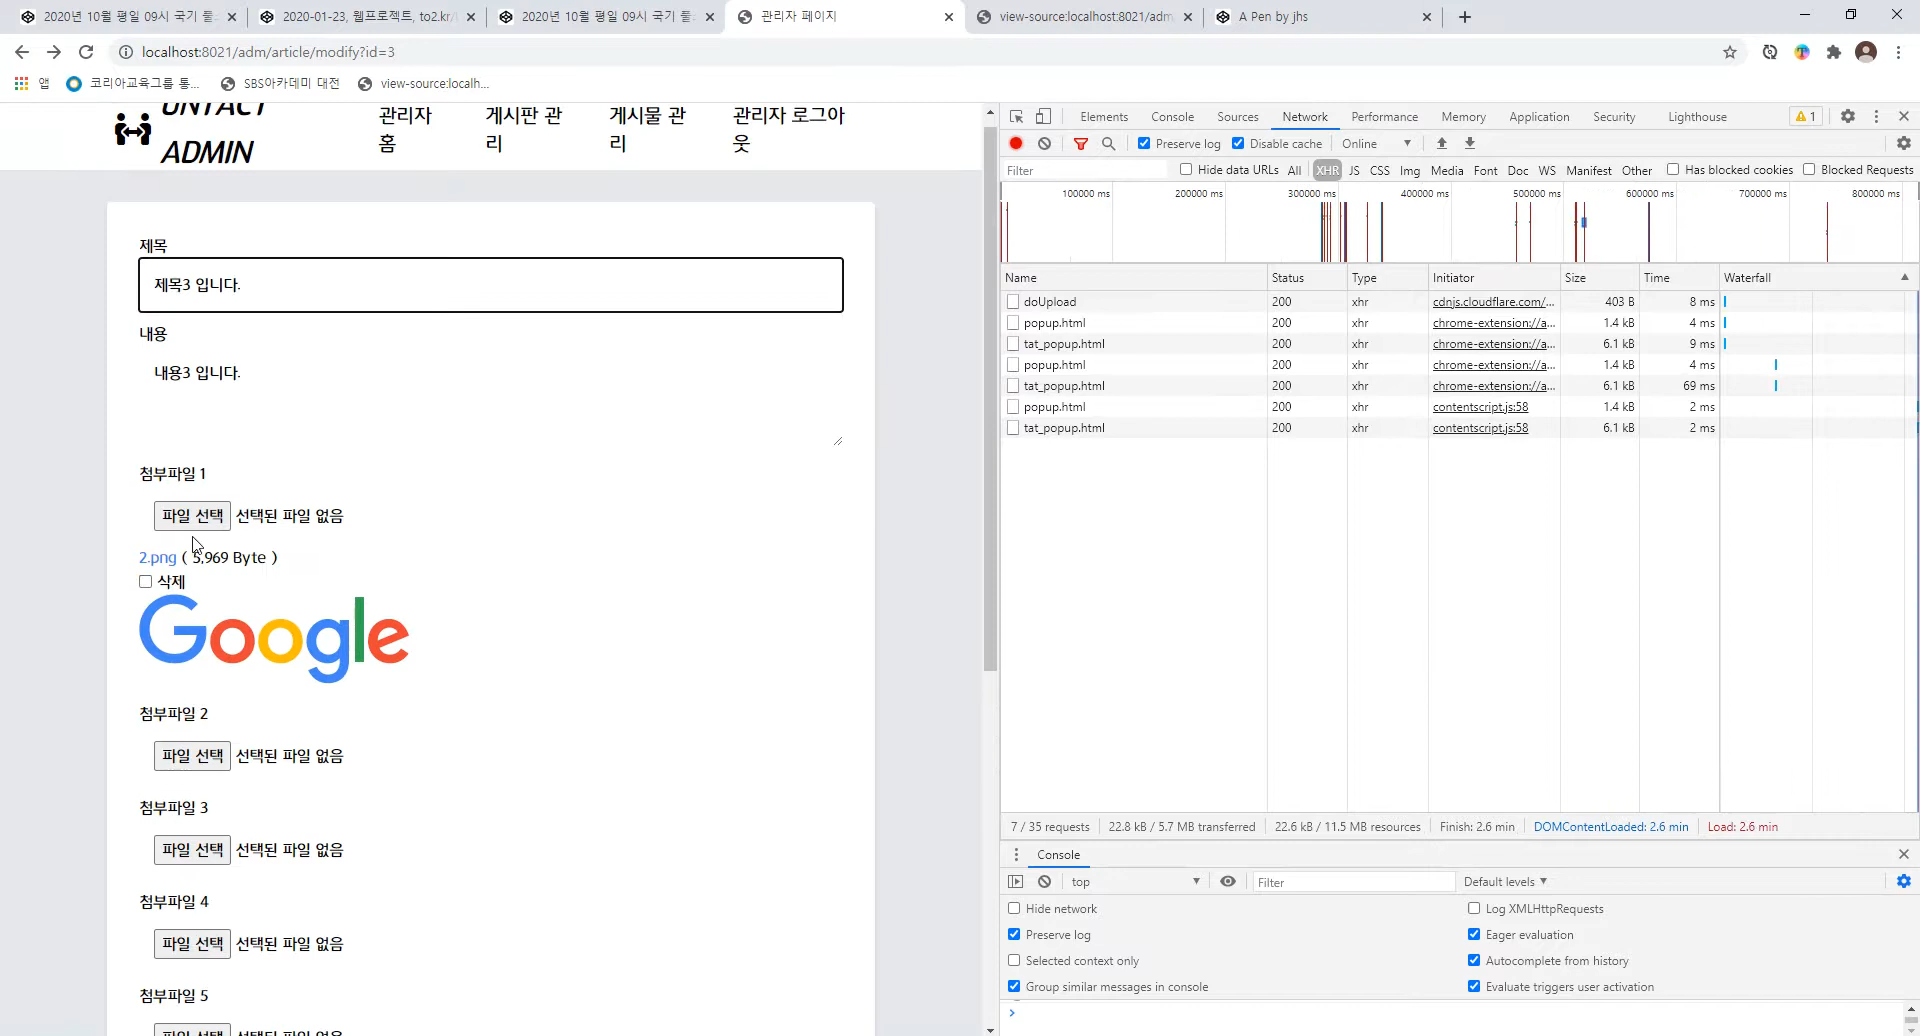 2020년 10월 평일 09시 국기 둘
2020-01-23, 웹프로젝트, to2.kr/
2020년 10월 평일 09시 국기 둘
관리자 페이지
view-source:localhost:8021/adm
A Pen by jhs
localhost:8021/adm/article/modify?id=3
앱
코리아교육그룹 통...
SBS아카데미 대전
view-source:localh...
UNTACT
ADMIN
관리자
홈
게시판 관
리
게시물 관
리
관리자 로그아
웃
제목
제목3 입니다.
내용
내용3 입니다.
첨부파일 1
파일 선택 선택된 파일 없음
2.png ( 5,969 Byte )
삭제
Google
첨부파일 2
파일 선택 선택된 파일 없음
첨부파일 3
파일 선택 선택된 파일 없음
첨부파일 4
파일 선택 선택된 파일 없음
첨부파일 5
파일 선택 선택된 파일 없음
Elements Console Sources Network Performance Memory Application Security Lighthouse 1
Preserve log Disable cache Online
Filter Hide data URLs All XHR JS CSS Img Media Font Doc WS Manifest Other Has blocked cookies Blocked Requests
100000 ms 200000 ms 300000 ms 400000 ms 500000 ms 600000 ms 700000 ms 800000 ms
Name Status Type Initiator Size Time Waterfall
doUpload 200 xhr cdnjs.cloudflare.com/... 403 B 8 ms
popup.html 200 xhr chrome-extension://a... 1.4 kB 4 ms
tat_popup.html 200 xhr chrome-extension://a... 6.1 kB 9 ms
popup.html 200 xhr chrome-extension://a... 1.4 kB 4 ms
tat_popup.html 200 xhr chrome-extension://a... 6.1 kB 69 ms
popup.html 200 xhr contentscript.js:58 1.4 kB 2 ms
tat_popup.html 200 xhr contentscript.js:58 6.1 kB 2 ms
7 / 35 requests 22.8 kB / 5.7 MB transferred 22.6 kB / 11.5 MB resources Finish: 2.6 min DOMContentLoaded: 2.6 min Load: 2.6 min
Console
top Filter Default levels
Hide network Log XMLHttpRequests
Preserve log Eager evaluation
Selected context only Autocomplete from history
Group similar messages in console Evaluate triggers user activation